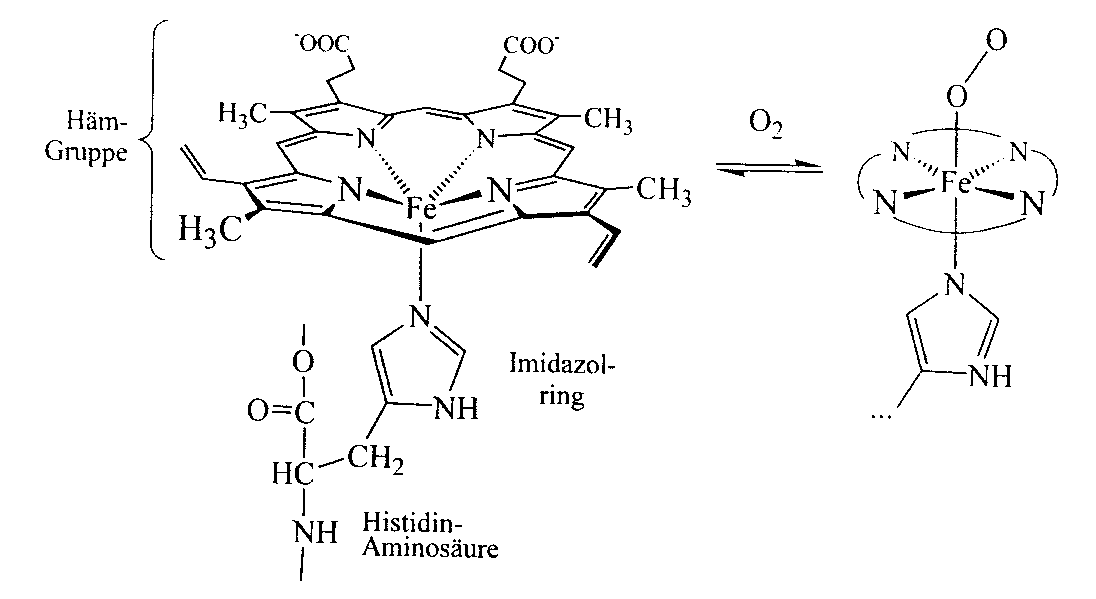 ⁻OOC
COO⁻
O
H₃C
CH₃
O
Häm-
Gruppe
O₂
N
N
N
N
N
N
Fe
CH₃
Fe
N
N
H₃C
N
N
O
Imidazol-
ring
NH
NH
O=C
...
CH₂
HC
NH
Histidin-
Aminosäure